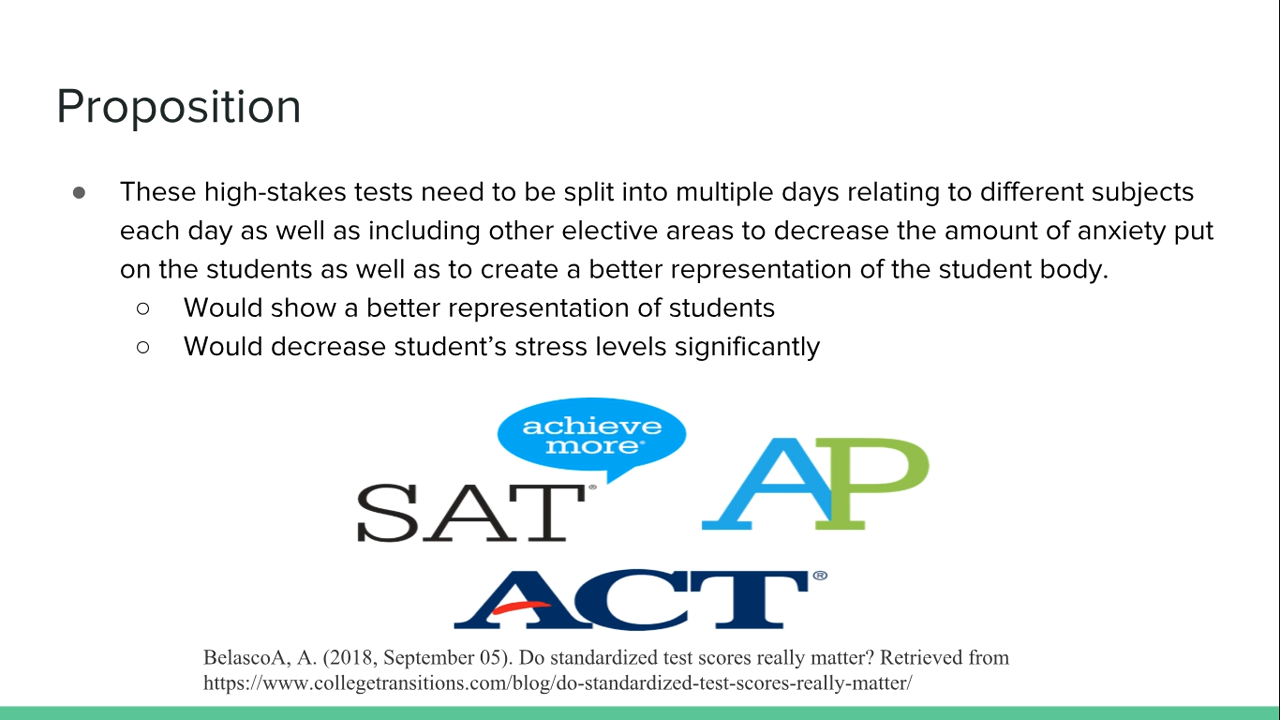 Proposition
● These high-stakes tests need to be split into multiple days relating to different subjects
each day as well as including other elective areas to decrease the amount of anxiety put
on the students as well as to create a better representation of the student body.
○ Would show a better representation of students
○ Would decrease student’s stress levels significantly
achieve
more®
SAT®
AP
ACT®
BelascoA, A. (2018, September 05). Do standardized test scores really matter? Retrieved from
https://www.collegetransitions.com/blog/do-standardized-test-scores-really-matter/